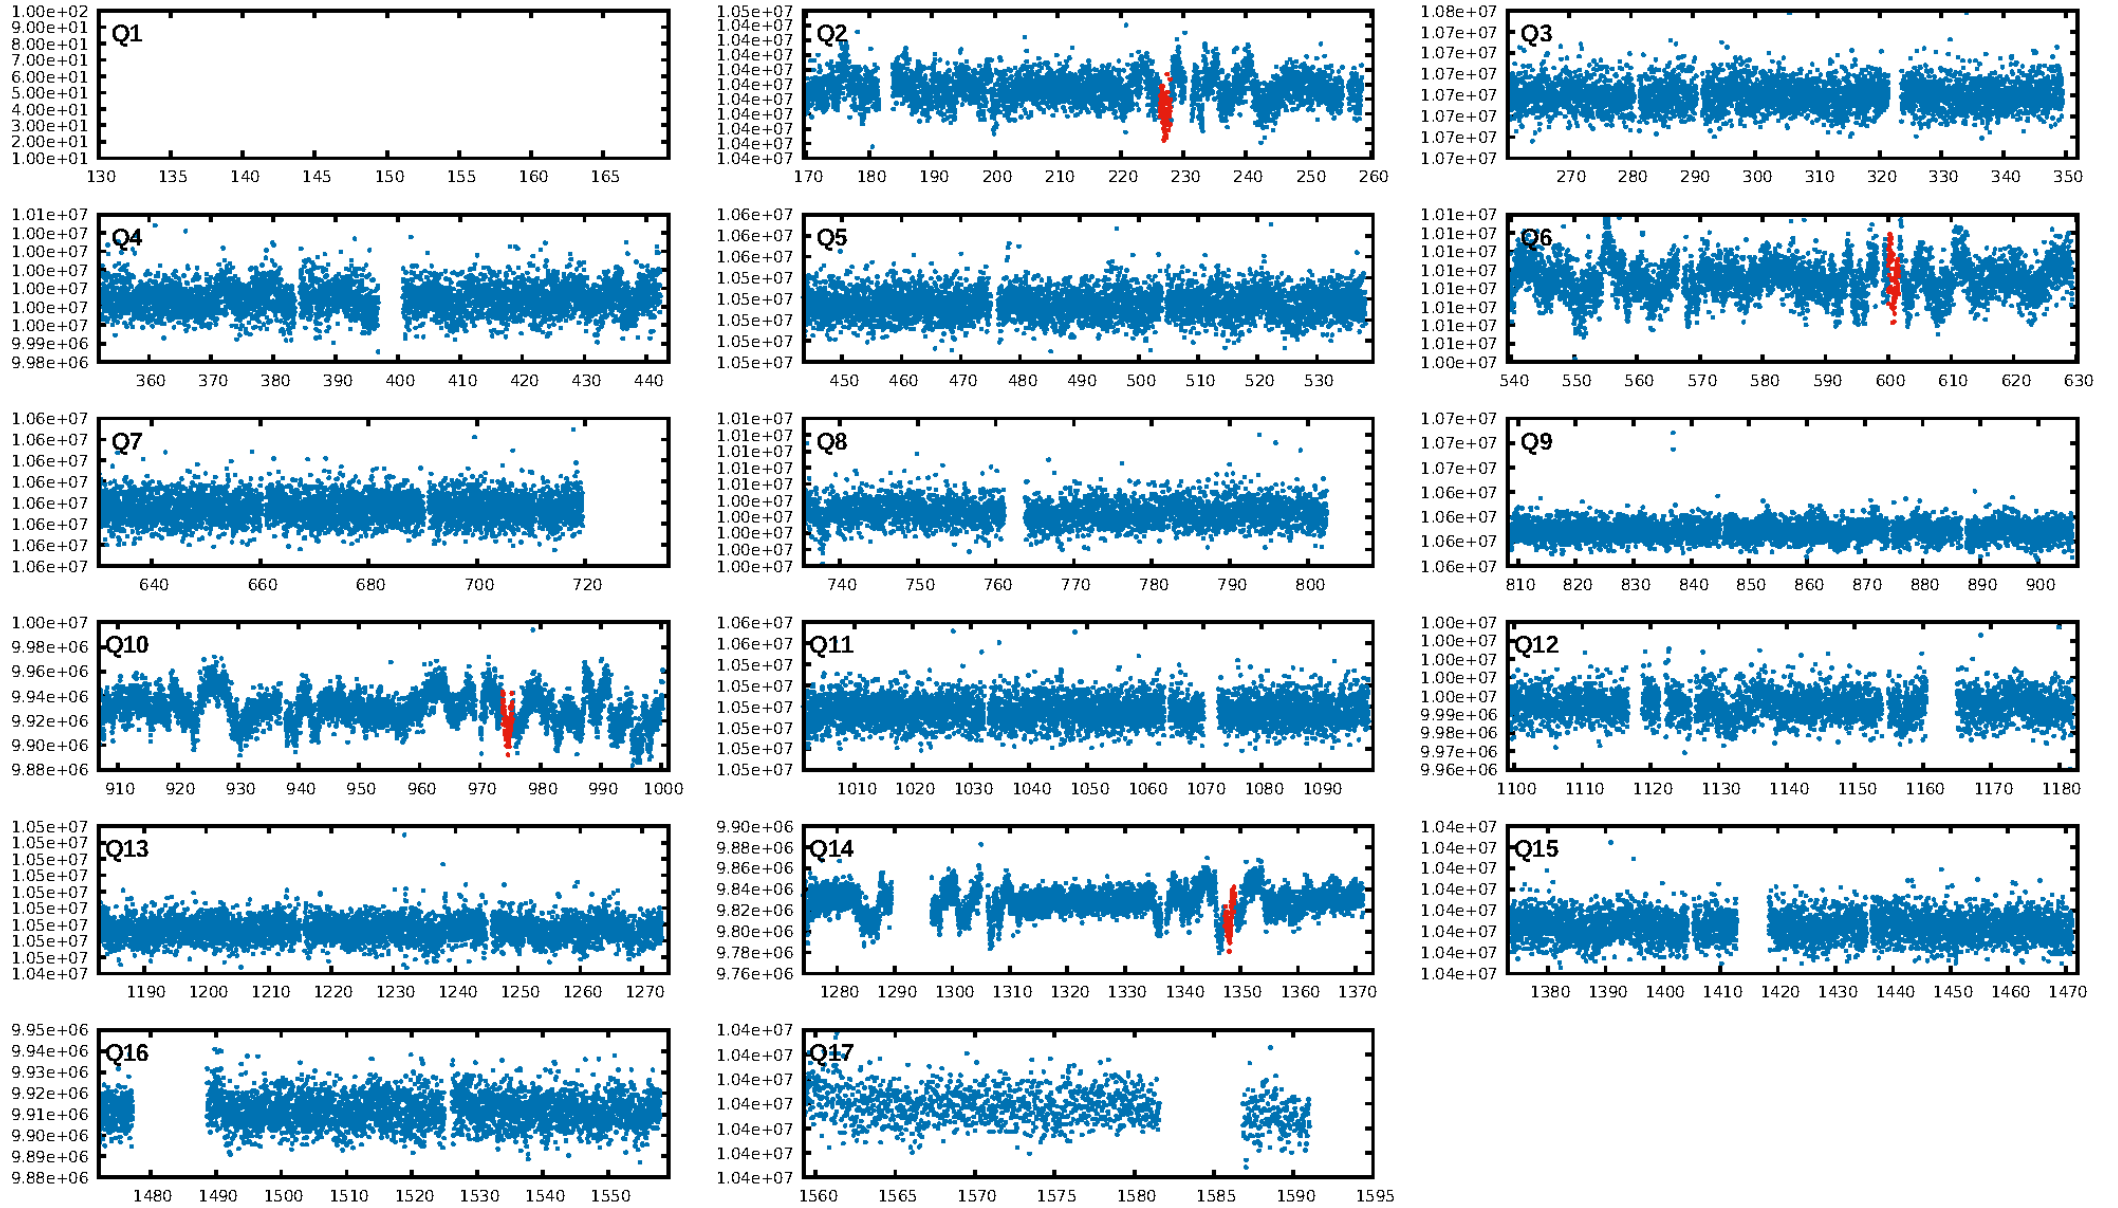 1.00e+02
9.00e+01
8.00e+01
7.00e+01
6.00e+01
5.00e+01
4.00e+01
3.00e+01
2.00e+01
1.00e+01
Q1
130 135 140 145 150 155 160 165
1.05e+07
1.04e+07
1.04e+07
1.04e+07
1.04e+07
1.04e+07
1.04e+07
1.04e+07
1.04e+07
1.04e+07
1.04e+07
Q2
170 180 190 200 210 220 230 240 250 260
1.08e+07
1.07e+07
1.07e+07
1.07e+07
1.07e+07
1.07e+07
1.07e+07
1.07e+07
Q3
270 280 290 300 310 320 330 340 350
1.01e+07
1.00e+07
1.00e+07
1.00e+07
1.00e+07
1.00e+07
1.00e+07
9.99e+06
9.98e+06
Q4
360 370 380 390 400 410 420 430 440
1.06e+07
1.06e+07
1.06e+07
1.05e+07
1.05e+07
1.05e+07
1.05e+07
1.05e+07
Q5
450 460 470 480 490 500 510 520 530
1.01e+07
1.01e+07
1.01e+07
1.01e+07
1.01e+07
1.01e+07
1.01e+07
1.01e+07
1.00e+07
Q6
540 550 560 570 580 590 600 610 620 630
1.06e+07
1.06e+07
1.06e+07
1.06e+07
1.06e+07
1.06e+07
1.06e+07
1.06e+07
Q7
640 660 680 700 720
1.01e+07
1.01e+07
1.01e+07
1.01e+07
1.01e+07
1.00e+07
1.00e+07
1.00e+07
1.00e+07
1.00e+07
Q8
740 750 760 770 780 790 800
1.07e+07
1.07e+07
1.07e+07
1.06e+07
1.06e+07
1.06e+07
1.06e+07
Q9
810 820 830 840 850 860 870 880 890 900
1.00e+07
9.98e+06
9.96e+06
9.94e+06
9.92e+06
9.90e+06
9.88e+06
Q10
910 920 930 940 950 960 970 980 990 1000
1.06e+07
1.06e+07
1.05e+07
1.05e+07
1.05e+07
1.05e+07
1.05e+07
1.05e+07
Q11
1010 1020 1030 1040 1050 1060 1070 1080 1090
1.00e+07
1.00e+07
1.00e+07
1.00e+07
1.00e+07
9.99e+06
9.98e+06
9.97e+06
9.96e+06
Q12
1100 1110 1120 1130 1140 1150 1160 1170 1180
1.05e+07
1.05e+07
1.05e+07
1.05e+07
1.05e+07
1.05e+07
1.05e+07
1.05e+07
1.05e+07
1.04e+07
Q13
1190 1200 1210 1220 1230 1240 1250 1260 1270
9.90e+06
9.88e+06
9.86e+06
9.84e+06
9.82e+06
9.80e+06
9.78e+06
9.76e+06
Q14
1280 1290 1300 1310 1320 1330 1340 1350 1360 1370
1.04e+07
1.04e+07
1.04e+07
1.04e+07
1.04e+07
1.04e+07
1.04e+07
1.04e+07
Q15
1380 1390 1400 1410 1420 1430 1440 1450 1460 1470
9.95e+06
9.94e+06
9.93e+06
9.92e+06
9.91e+06
9.90e+06
9.89e+06
9.88e+06
Q16
1480 1490 1500 1510 1520 1530 1540 1550
1.04e+07
1.04e+07
1.04e+07
1.04e+07
1.04e+07
1.04e+07
1.04e+07
Q17
1560 1565 1570 1575 1580 1585 1590 1595